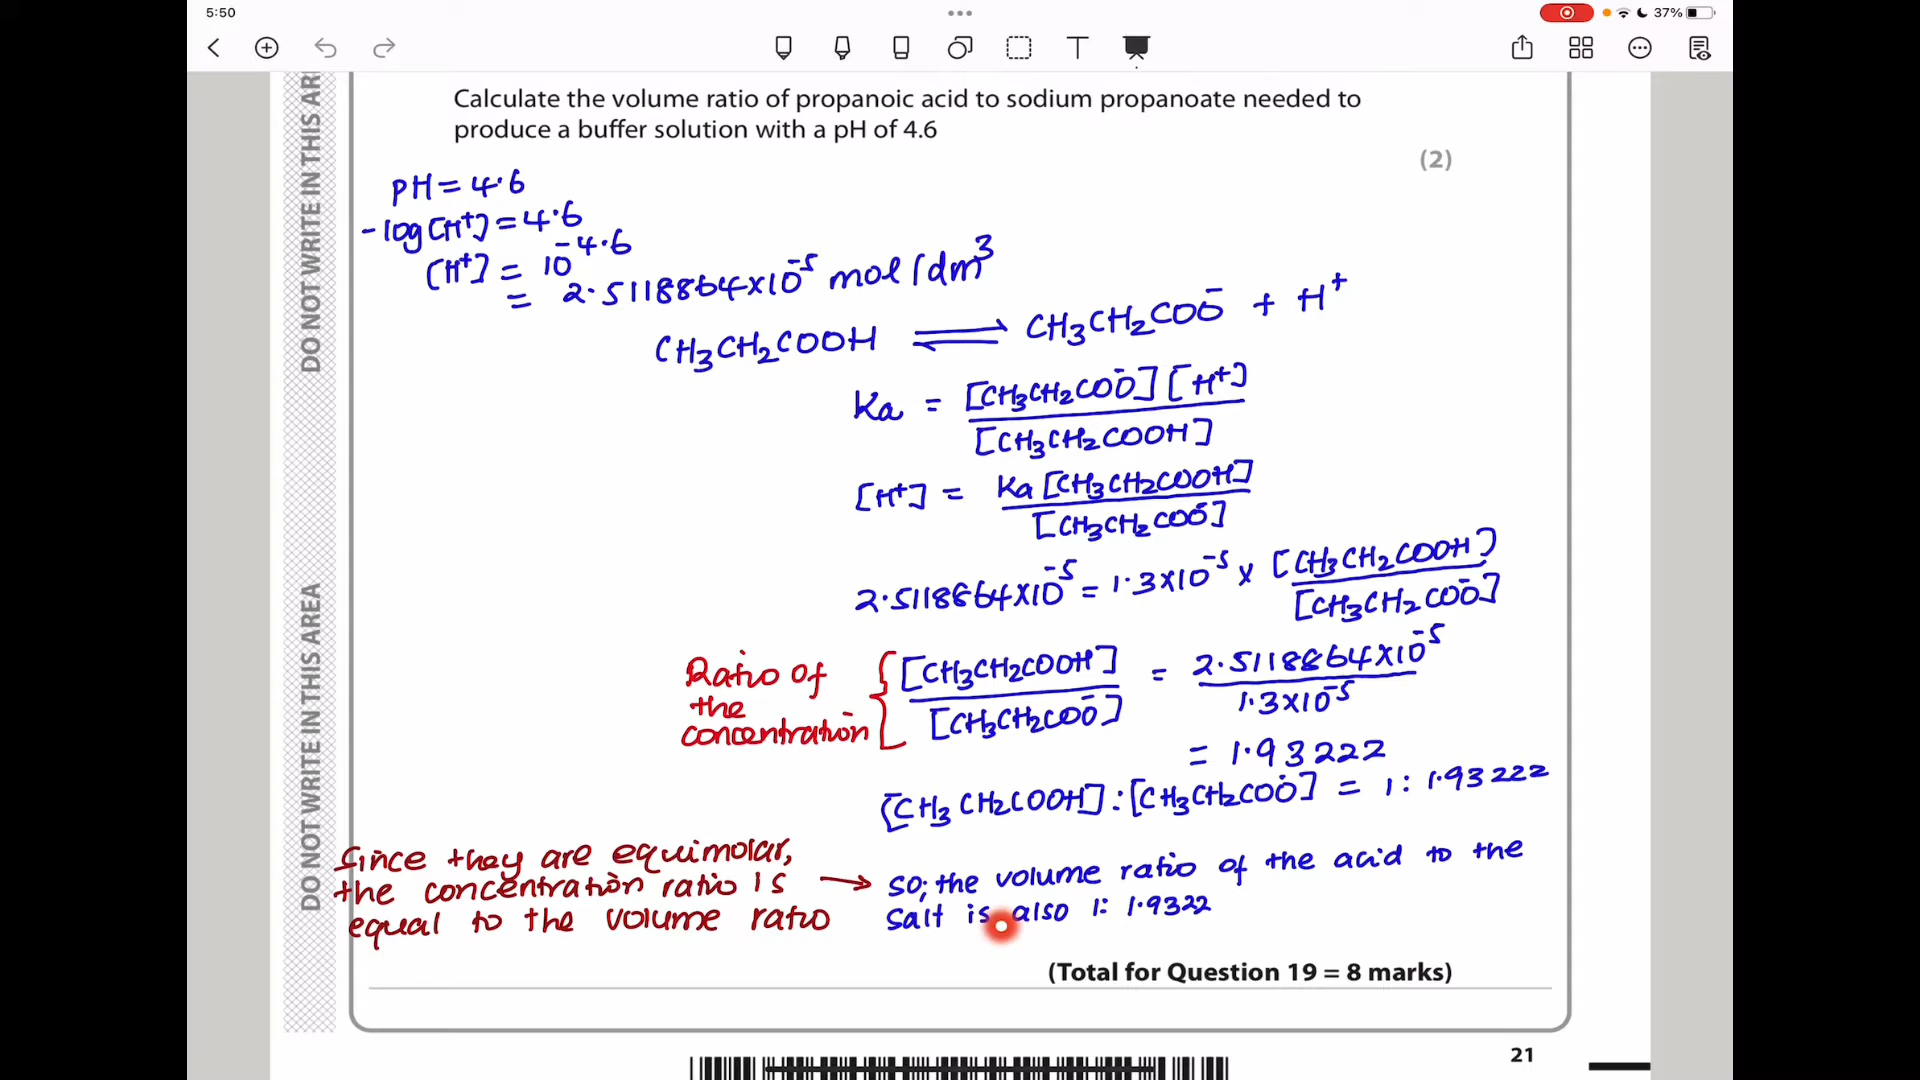 5:50
37%
DO NOT WRITE IN THIS AR
DO NOT WRITE IN THIS AREA
Calculate the volume ratio of propanoic acid to sodium propanoate needed to
produce a buffer solution with a pH of 4.6
(2)
pH = 4.6
-log[H⁺] = 4.6
[H⁺] = 10⁻⁴·⁶
= 2.5118864×10⁻⁵ mol/dm³
CH₃CH₂COOH ⇌ CH₃CH₂COO⁻ + H⁺
Ka = [CH₃CH₂COO⁻][H⁺]
[CH₃CH₂COOH]
[H⁺] = Ka[CH₃CH₂COOH]
[CH₃CH₂COO⁻]
2.5118864×10⁻⁵ = 1.3×10⁻⁵ × [CH₃CH₂COOH]
[CH₃CH₂COO⁻]
Ratio of
the
concentration
[CH₃CH₂COOH] = 2.5118864×10⁻⁵
[CH₃CH₂COO⁻] 1.3×10⁻⁵
= 1.93222
[CH₃CH₂COOH]:[CH₃CH₂COO⁻] = 1:1.93222
Since they are equimolar,
the concentration ratio is
equal to the volume ratio
→ so; the volume ratio of the acid to the
salt is also 1: 1.9322
(Total for Question 19 = 8 marks)
21